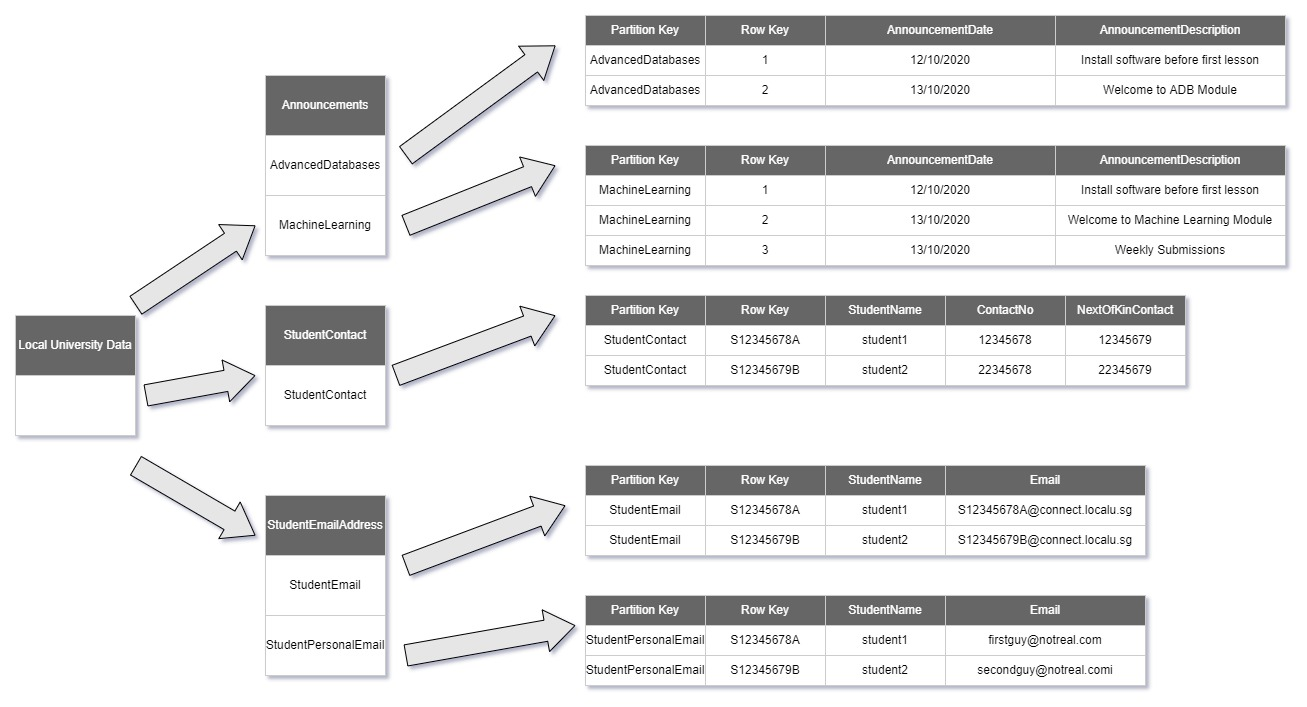 Local University Data
Announcements
AdvancedDatabases
MachineLearning
StudentContact
StudentContact
StudentEmailAddress
StudentEmail
StudentPersonalEmail
Partition Key Row Key AnnouncementDate AnnouncementDescription
AdvancedDatabases 1 12/10/2020 Install software before first lesson
AdvancedDatabases 2 13/10/2020 Welcome to ADB Module
Partition Key Row Key AnnouncementDate AnnouncementDescription
MachineLearning 1 12/10/2020 Install software before first lesson
MachineLearning 2 13/10/2020 Welcome to Machine Learning Module
MachineLearning 3 13/10/2020 Weekly Submissions
Partition Key Row Key StudentName ContactNo NextOfKinContact
StudentContact S12345678A student1 12345678 12345679
StudentContact S12345679B student2 22345678 22345679
Partition Key Row Key StudentName Email
StudentEmail S12345678A student1 S12345678A@connect.localu.sg
StudentEmail S12345679B student2 S12345679B@connect.localu.sg
Partition Key Row Key StudentName Email
StudentPersonalEmail S12345678A student1 firstguy@notreal.com
StudentPersonalEmail S12345679B student2 secondguy@notreal.comi